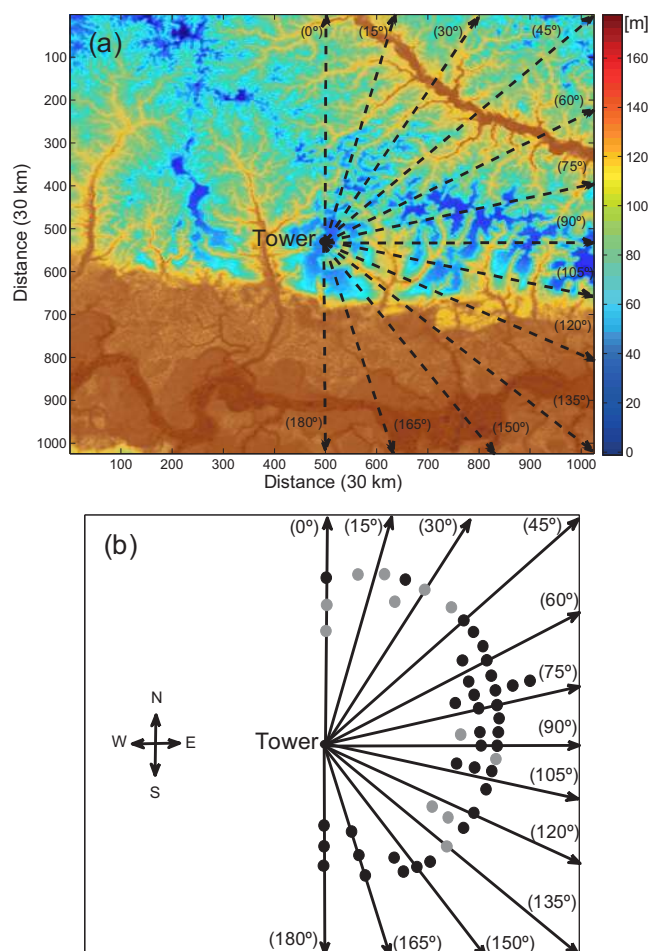 (a)
(0º) (15º) (30º) (45º)
(60º)
(75º)
(90º)
(105º)
(120º)
(135º)
(150º)
(165º)
(180º)
Tower
0
100
200
300
400
500
600
700
800
900
1000
Distance (30 km)
100 200 300 400 500 600 700 800 900 1000
Distance (30 km)
[m]
160
140
120
100
80
60
40
20
0
(b)
(0º) (15º) (30º) (45º)
(60º)
(75º)
(90º)
(105º)
(120º)
(135º)
(150º)
(165º)
(180º)
Tower
N
W E
S